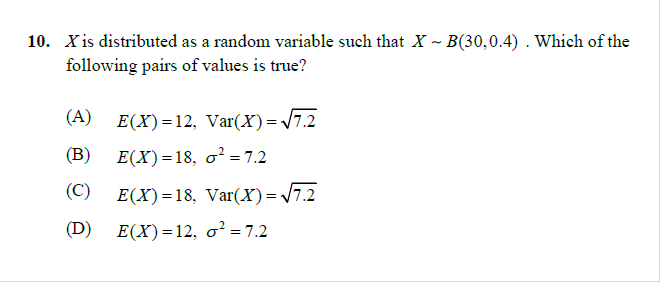 10. X is distributed as a random variable such that X ~ B(30,0.4) . Which of the
following pairs of values is true?
(A) E(X)=12, Var(X)=√7.2
(B) E(X)=18, σ² =7.2
(C) E(X)=18, Var(X)=√7.2
(D) E(X)=12, σ² =7.2